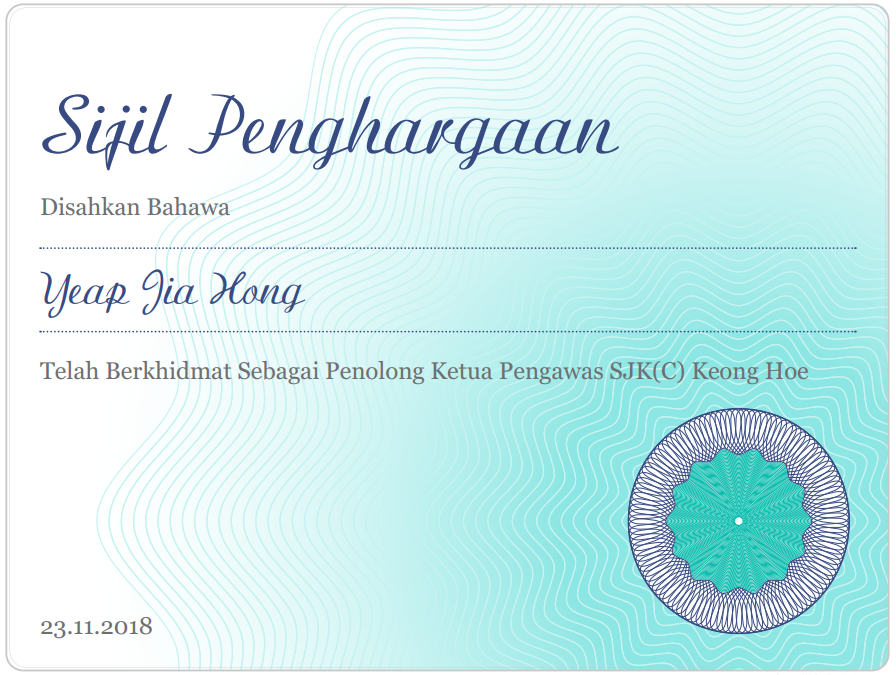 Sijil Penghargaan
Disahkan Bahawa
Yeap Jia Hong
Telah Berkhidmat Sebagai Penolong Ketua Pengawas SJK(C) Keong Hoe
23.11.2018